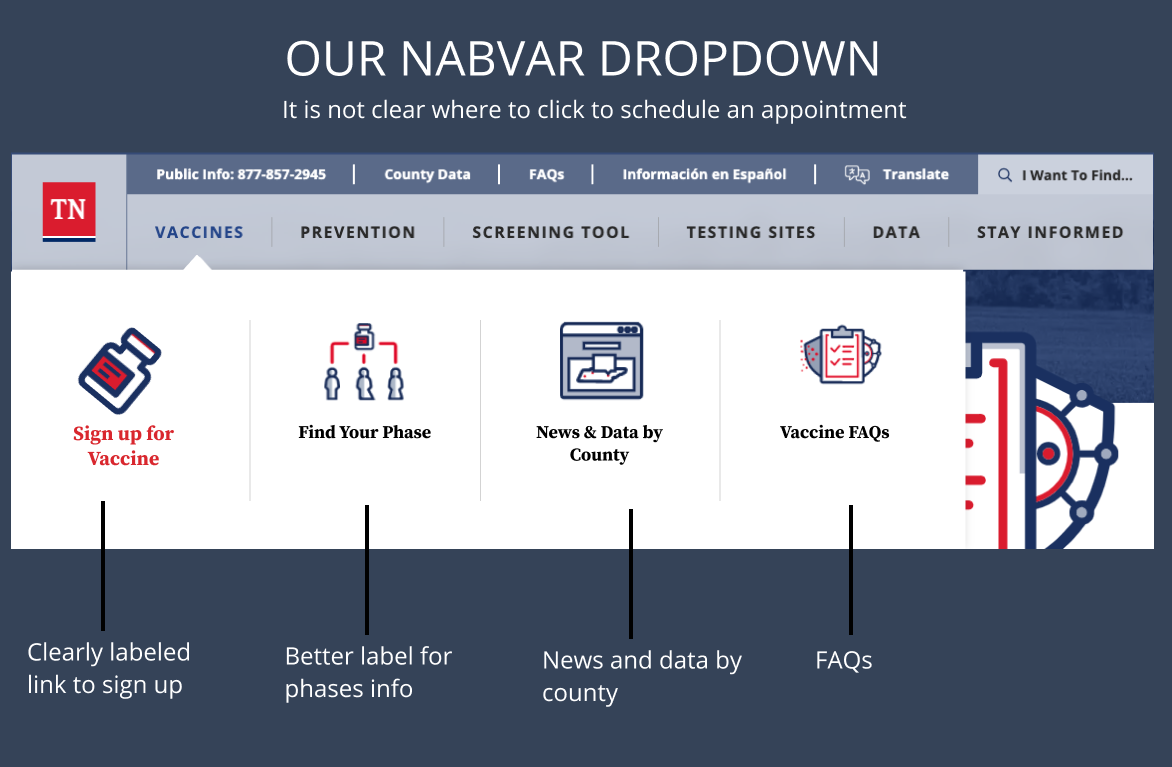 OUR NABVAR DROPDOWN
It is not clear where to click to schedule an appointment
Public Info: 877-857-2945 County Data FAQs Información en Español Translate I Want To Find...
TN
VACCINES PREVENTION SCREENING TOOL TESTING SITES DATA STAY INFORMED
Sign up for
Vaccine
Find Your Phase
News & Data by
County
Vaccine FAQs
Clearly labeled
link to sign up
Better label for
phases info
News and data by
county
FAQs